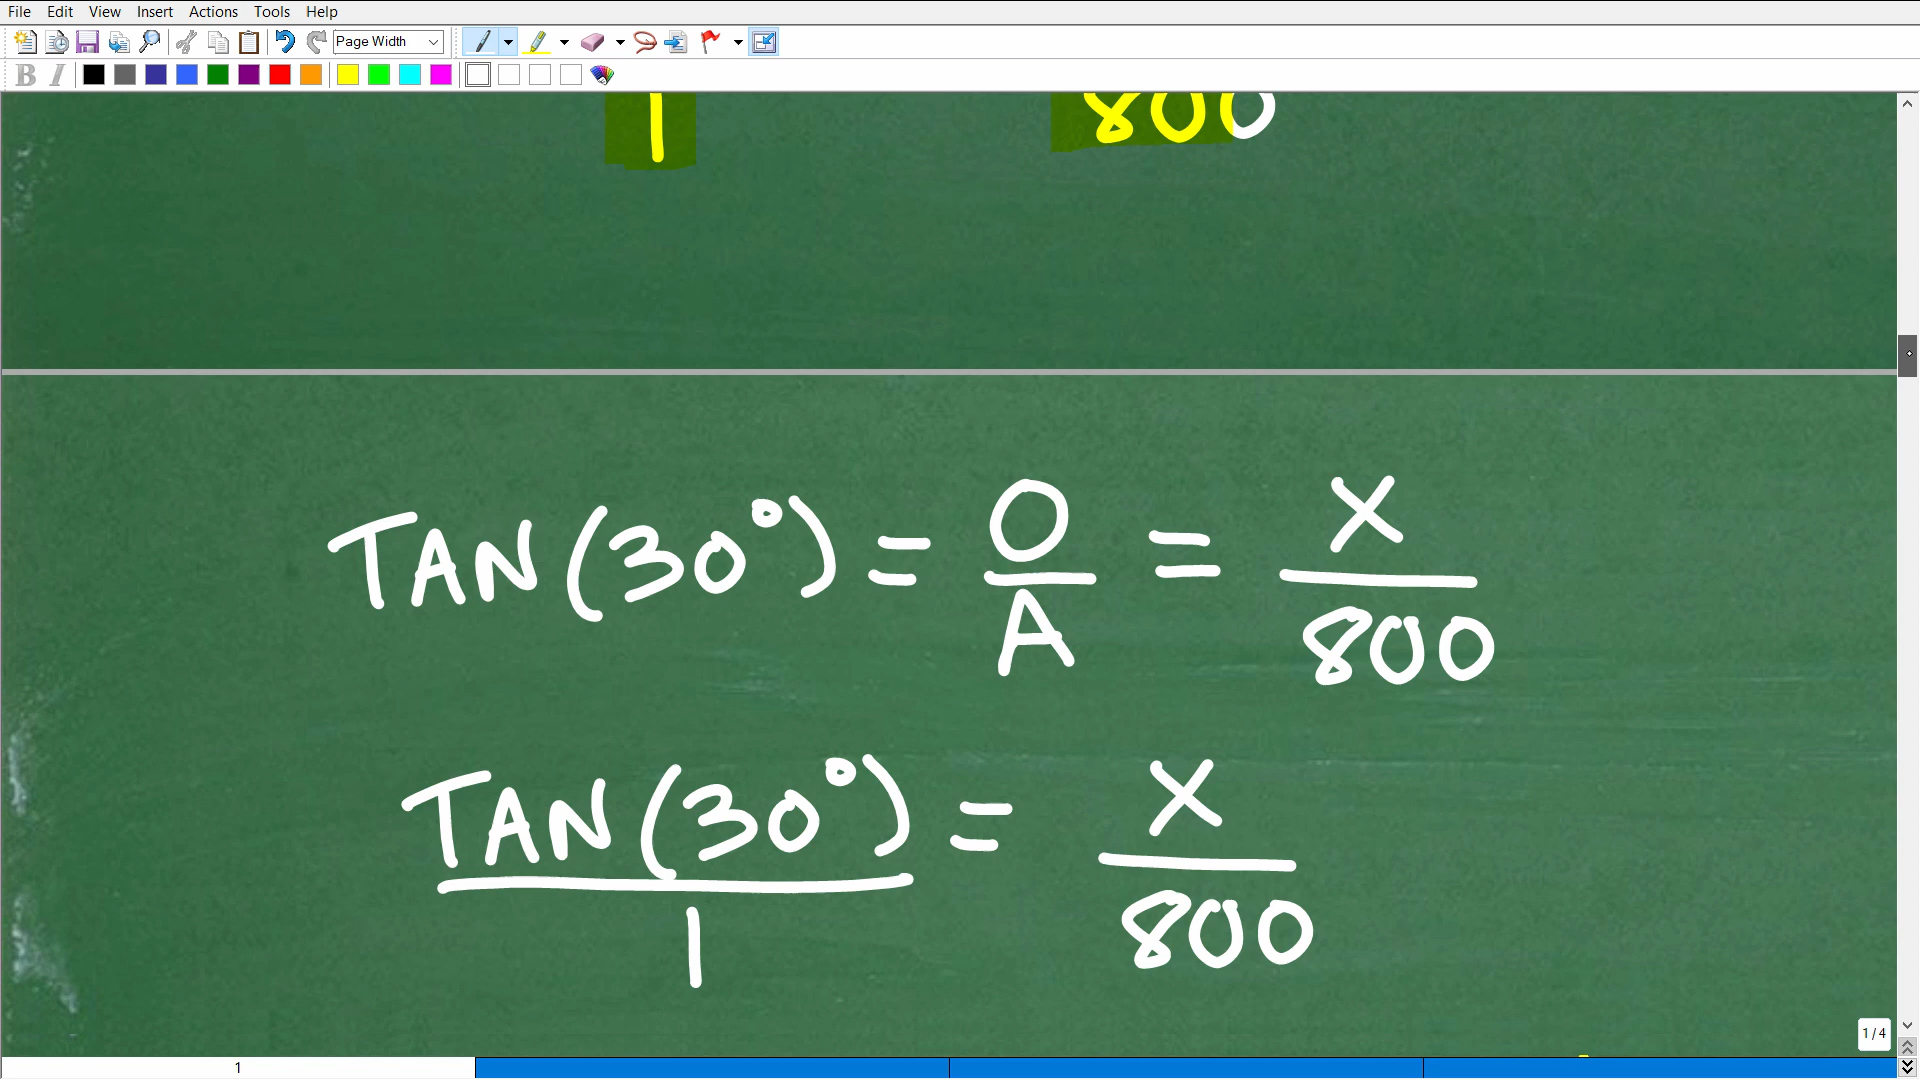 File Edit View Insert Actions Tools Help
Page Width
B I
1 800
TAN(30°) = O/A = X/800
TAN(30°)/1 = X/800
1 / 4
1